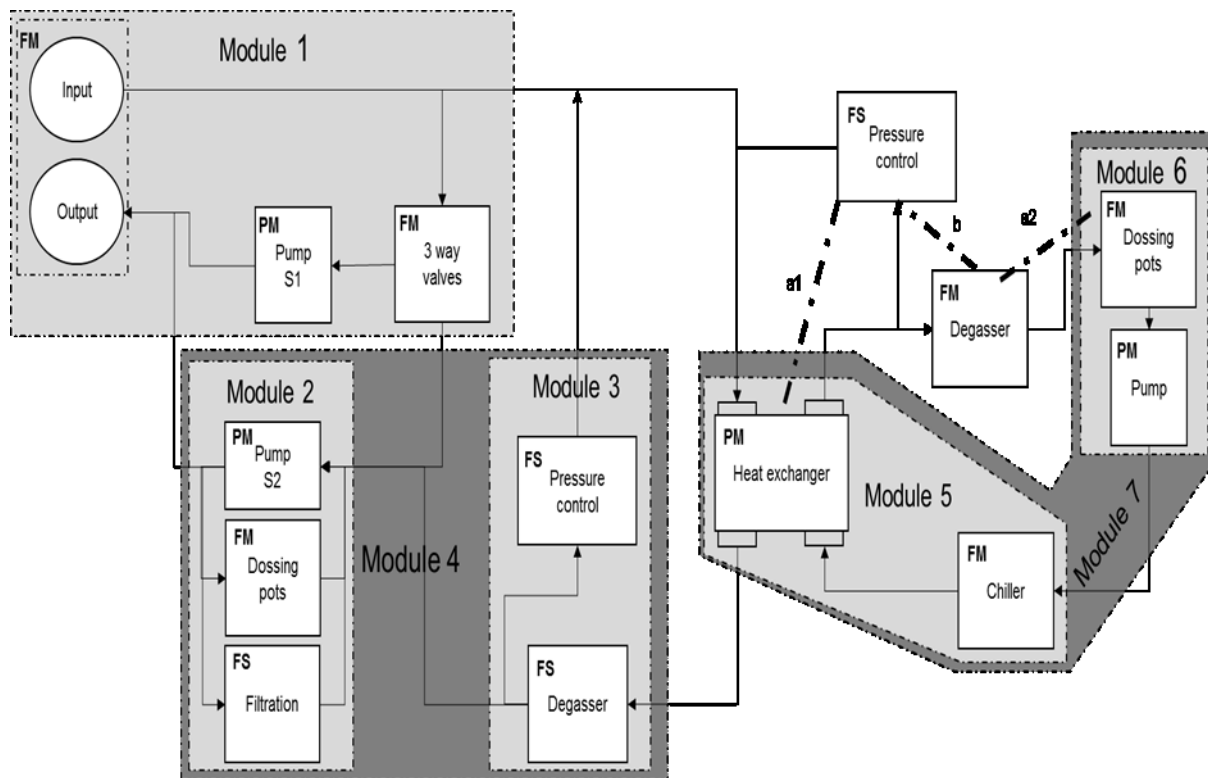 FM
Module 1
Input
Output
PM
Pump
S1
FM
3 way
valves
FS
Pressure
control
Module 6
FM
Dossing
pots
PM
Pump
a1
b
a2
FM
Degasser
Module 2
PM
Pump
S2
FM
Dossing
pots
FS
Filtration
Module 4
Module 3
FS
Pressure
control
FS
Degasser
PM
Heat exchanger
Module 5
FM
Chiller
Module 7